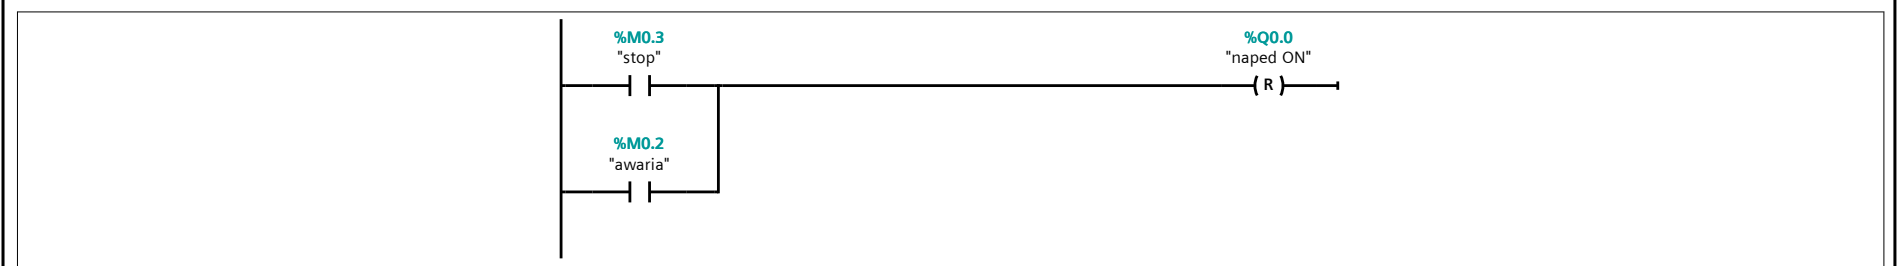 %M0.3
"stop"
%Q0.0
"naped ON"
R
%M0.2
"awaria"